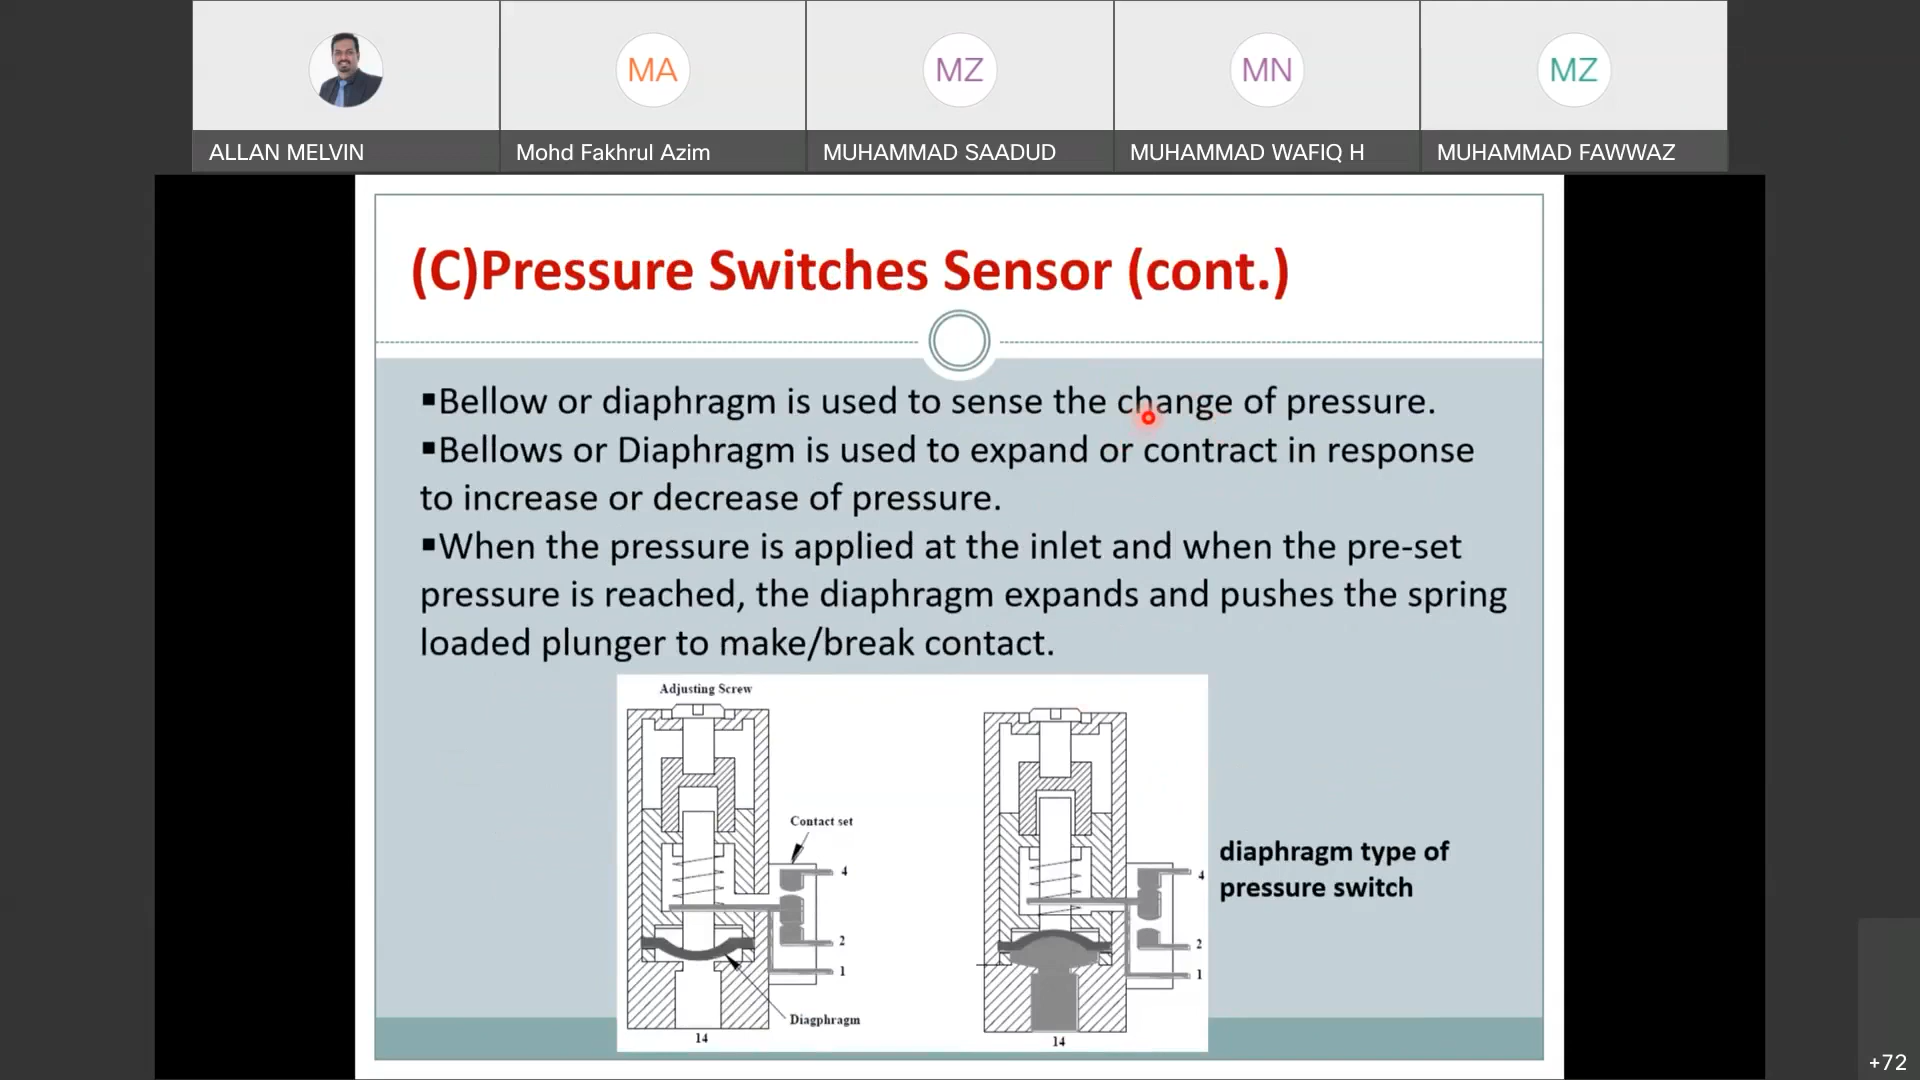 MA
MZ
MN
MZ
ALLAN MELVIN
Mohd Fakhrul Azim
MUHAMMAD SAADUD
MUHAMMAD WAFIQ H
MUHAMMAD FAWWAZ
(C)Pressure Switches Sensor (cont.)
▪Bellow or diaphragm is used to sense the change of pressure.
▪Bellows or Diaphragm is used to expand or contract in response
to increase or decrease of pressure.
▪When the pressure is applied at the inlet and when the pre-set
pressure is reached, the diaphragm expands and pushes the spring
loaded plunger to make/break contact.
Adjusting Screw
Contact set
4
2
1
Diagphragm
14
4
2
1
14
diaphragm type of
pressure switch
+72